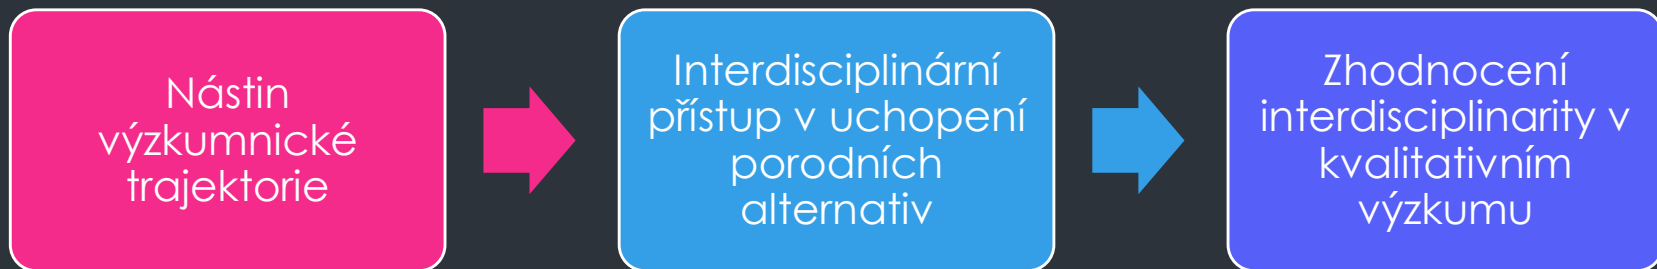 Nástin
výzkumnické
trajektorie
Interdisciplinární
přístup v uchopení
porodních
alternativ
Zhodnocení
interdisciplinarity v
kvalitativním
výzkumu